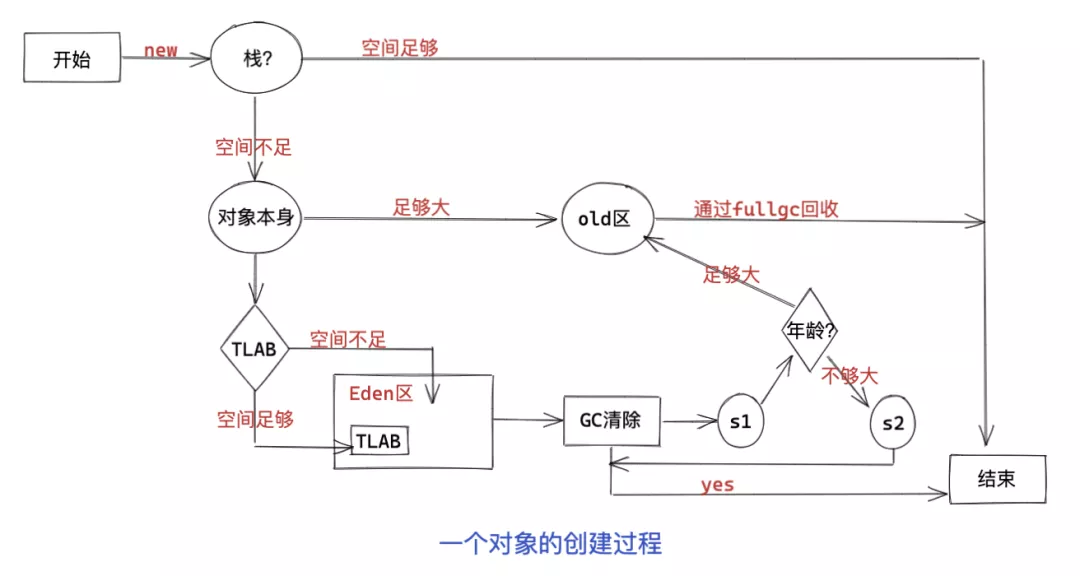 开始
new
栈?
空间足够
空间不足
对象本身
足够大
old区
通过fullgc回收
足够大
年龄?
TLAB
空间不足
不够大
Eden区
空间足够
TLAB
GC清除
s1
s2
yes
结束
一个对象的创建过程